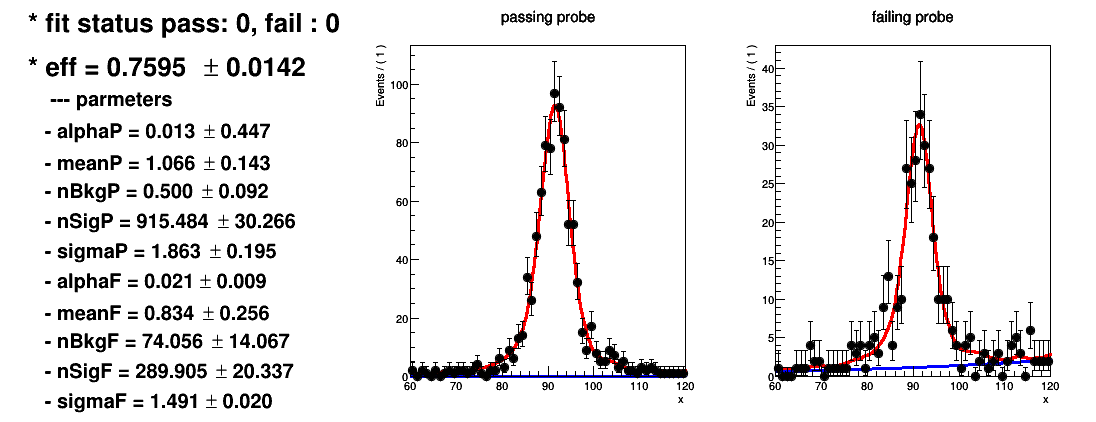 * fit status pass: 0, fail : 0
* eff = 0.7595 ± 0.0142
--- parmeters
- alphaP = 0.013 ± 0.447
- meanP = 1.066 ± 0.143
- nBkgP = 0.500 ± 0.092
- nSigP = 915.484 ± 30.266
- sigmaP = 1.863 ± 0.195
- alphaF = 0.021 ± 0.009
- meanF = 0.834 ± 0.256
- nBkgF = 74.056 ± 14.067
- nSigF = 289.905 ± 20.337
- sigmaF = 1.491 ± 0.020
passing probe
Events / ( 1 )
100
80
60
40
20
0
60 70 80 90 100 110 120
x
failing probe
Events / ( 1 )
40
35
30
25
20
15
10
5
0
60 70 80 90 100 110 120
x